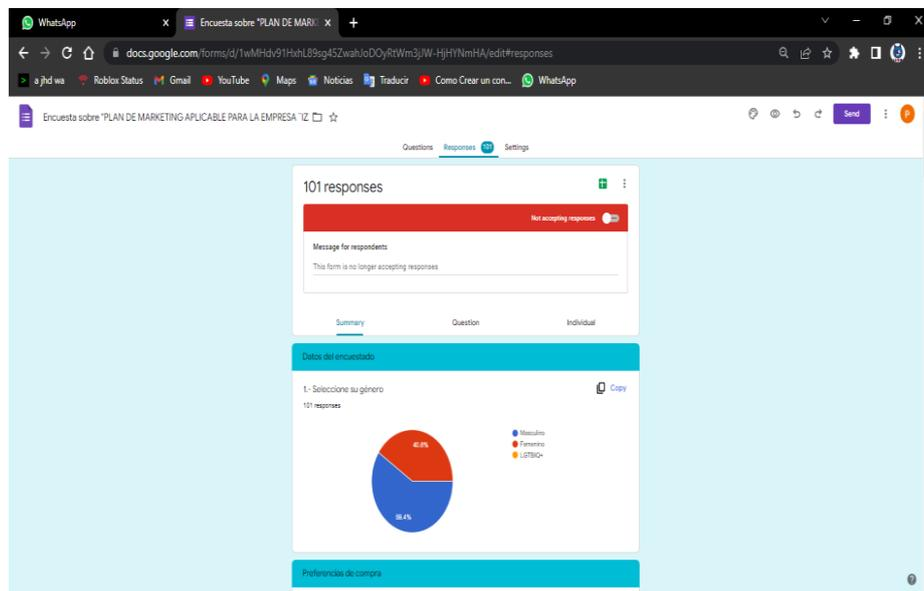 WhatsApp
Encuesta sobre "PLAN DE MARK
docs.google.com/forms/d/1wMHdv91HxhL89sg45ZwahJoDOyRtWm3jJW-HjHYNmHA/edit#responses
a jhd wa Roblox Status Gmail YouTube Maps Noticias Traducir Como Crear un con... WhatsApp
Encuesta sobre "PLAN DE MARKETING APLICABLE PARA LA EMPRESA ¨IZ
Send
P
Questions Responses 101 Settings
101 responses
Not accepting responses
Message for respondents
This form is no longer accepting responses
Summary Question Individual
Datos del encuestado
1.- Seleccione su género
Copy
101 responses
Masculino
Femenino
LGTBIQ+
40.6%
59.4%
Preferencias de compra